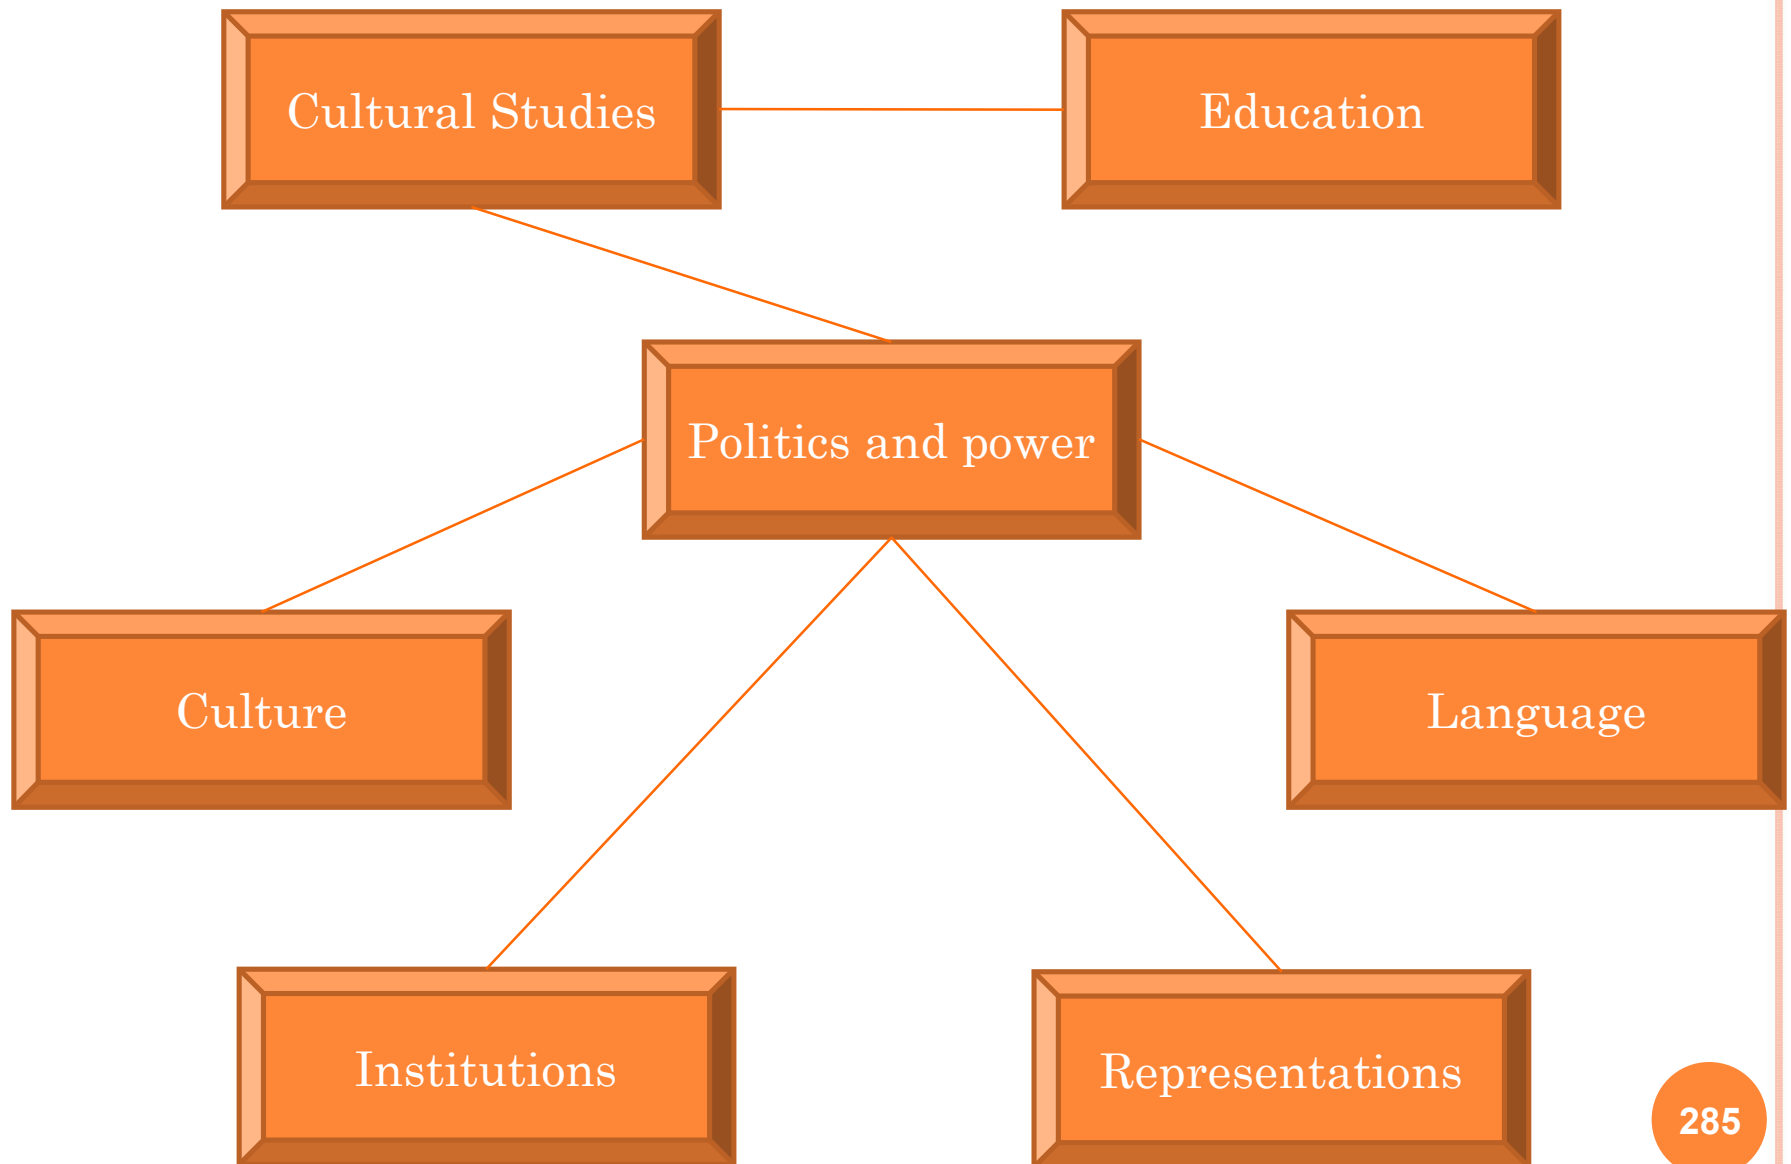 Cultural Studies
Education
Politics and power
Culture
Language
Institutions
Representations
285